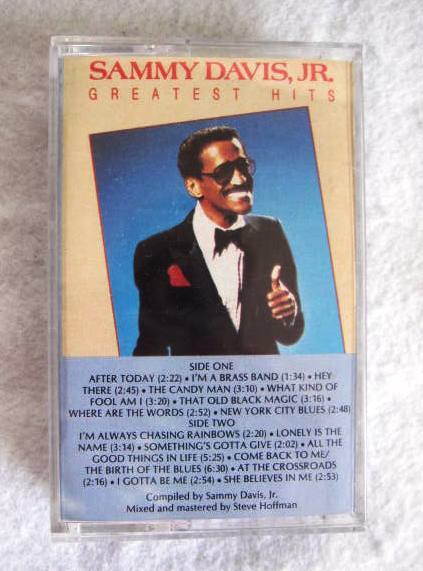 SAMMY DAVIS, JR.
GREATEST HITS
SIDE ONE
AFTER TODAY (2:22) • I'M A BRASS BAND (1:34) • HEY
THERE (2:45) • THE CANDY MAN (3:10) • WHAT KIND OF
FOOL AM I (3:20) • THAT OLD BLACK MAGIC (3:16) •
WHERE ARE THE WORDS (2:52) • NEW YORK CITY BLUES (2:48)
SIDE TWO
I'M ALWAYS CHASING RAINBOWS (2:20) • LONELY IS THE
NAME (3:14) • SOMETHING'S GOTTA GIVE (2:02) • ALL THE
GOOD THINGS IN LIFE (5:25) • COME BACK TO ME/
THE BIRTH OF THE BLUES (6:30) • AT THE CROSSROADS
(2:16) • I GOTTA BE ME (2:54) • SHE BELIEVES IN ME (2:53)
Compiled by Sammy Davis, Jr.
Mixed and mastered by Steve Hoffman